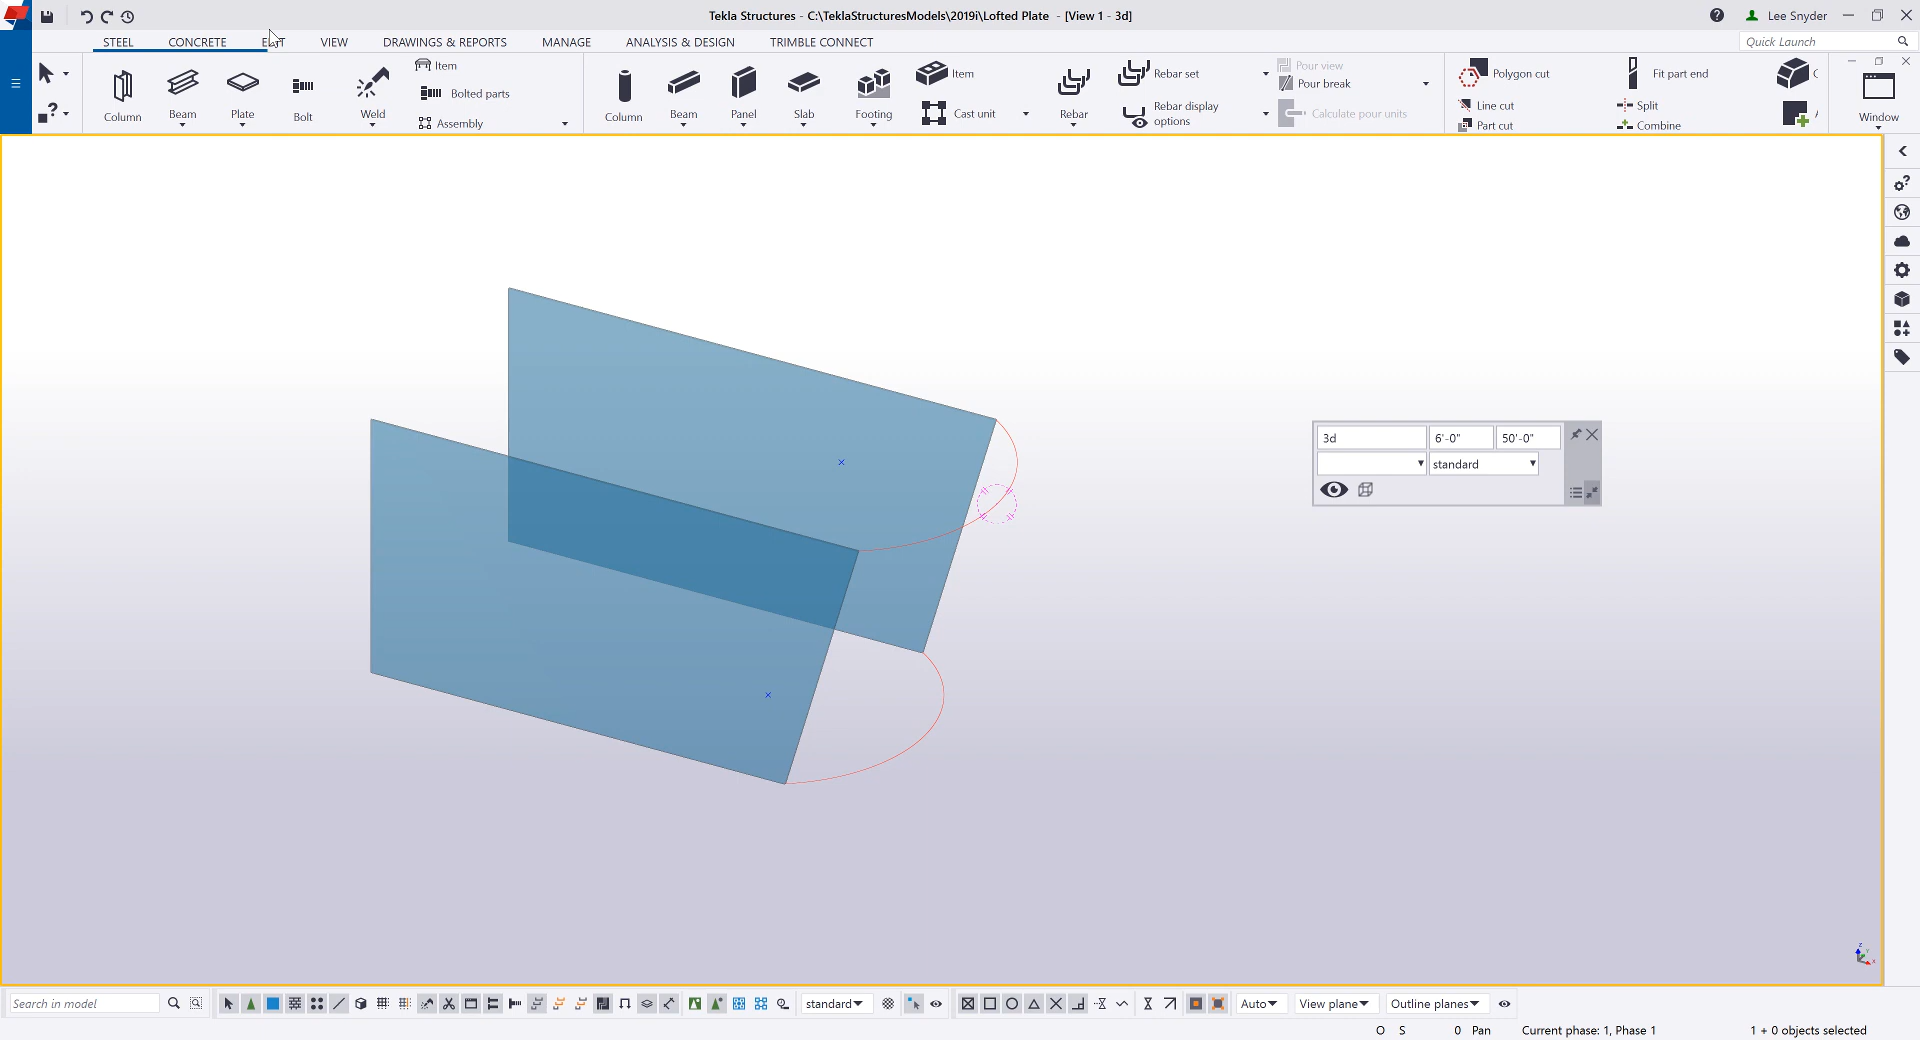 Tekla Structures - C:\TeklaStructuresModels\2019i\Lofted Plate - [View 1 - 3d]
Lee Snyder
STEEL
CONCRETE
VIEW
DRAWINGS & REPORTS
MANAGE
ANALYSIS & DESIGN
TRIMBLE CONNECT
Quick Launch
Column
Beam
Plate
Bolt
Weld
Item
Bolted parts
Assembly
Column
Beam
Panel
Slab
Footing
Item
Cast unit
Rebar
Rebar set
Rebar display
options
Pour view
Pour break
Calculate pour units
Polygon cut
Line cut
Part cut
Fit part end
Split
Combine
Window
3d
6'-0"
50'-0"
standard
Search in model
standard
Auto
View plane
Outline planes
O S 0 Pan
Current phase: 1, Phase 1
1 + 0 objects selected